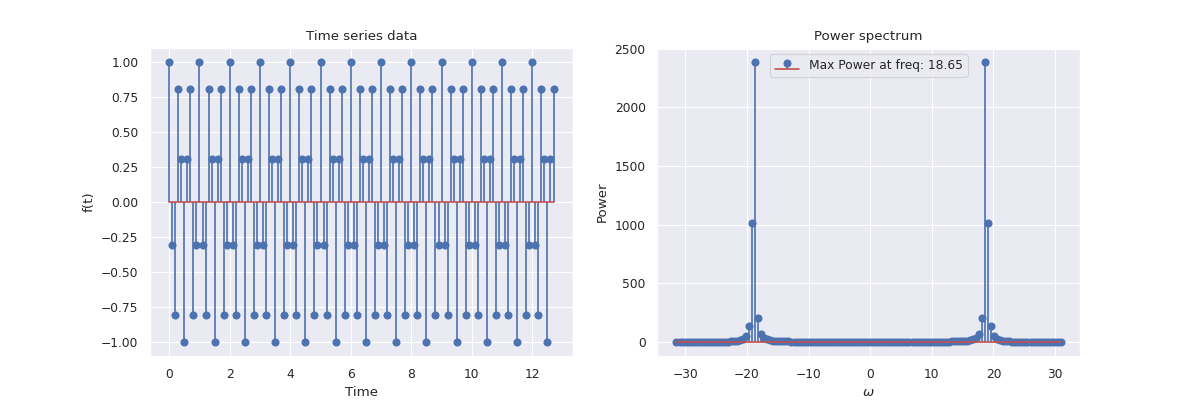 Time series data
1.00
0.75
0.50
0.25
0.00
−0.25
−0.50
−0.75
−1.00
f(t)
0 2 4 6 8 10 12
Time
Power spectrum
Max Power at freq: 18.65
2500
2000
1500
1000
500
0
Power
−30 −20 −10 0 10 20 30
ω